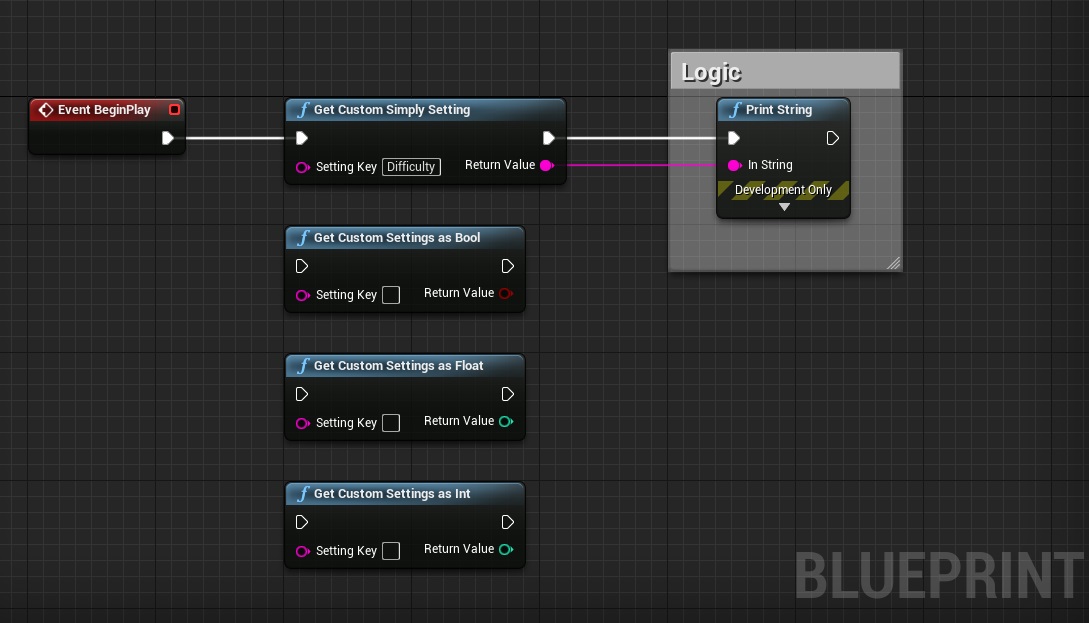 Logic
Event BeginPlay
f Get Custom Simply Setting
Setting Key Difficulty Return Value
f Print String
In String
Development Only
f Get Custom Settings as Bool
Setting Key Return Value
f Get Custom Settings as Float
Setting Key Return Value
f Get Custom Settings as Int
Setting Key Return Value
BLUEPRINT